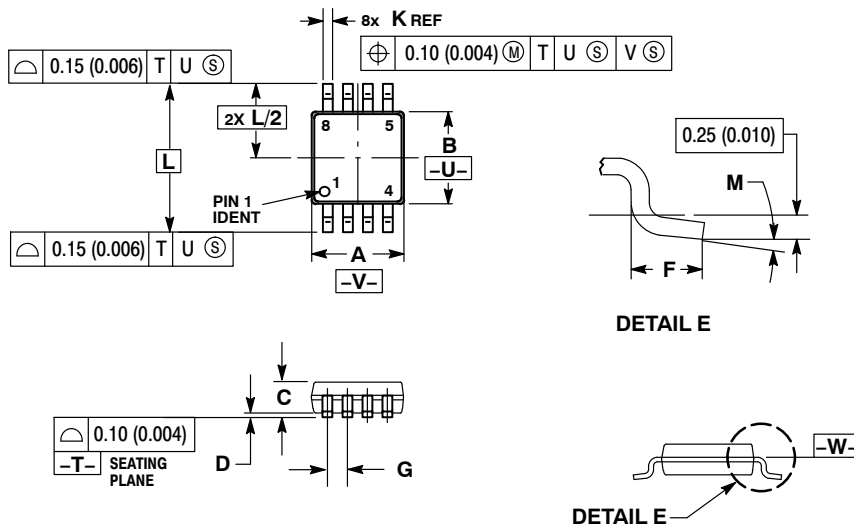 8x K REF
⌖ 0.10 (0.004) Ⓜ T U Ⓢ V Ⓢ
⌓ 0.15 (0.006) T U Ⓢ
2X L/2
8 5
B
L
–U–
0.25 (0.010)
M
PIN 1
IDENT
1 4
⌓ 0.15 (0.006) T U Ⓢ
A
–V–
F
DETAIL E
C
⌓ 0.10 (0.004)
–T– SEATING
PLANE
D
G
–W–
DETAIL E